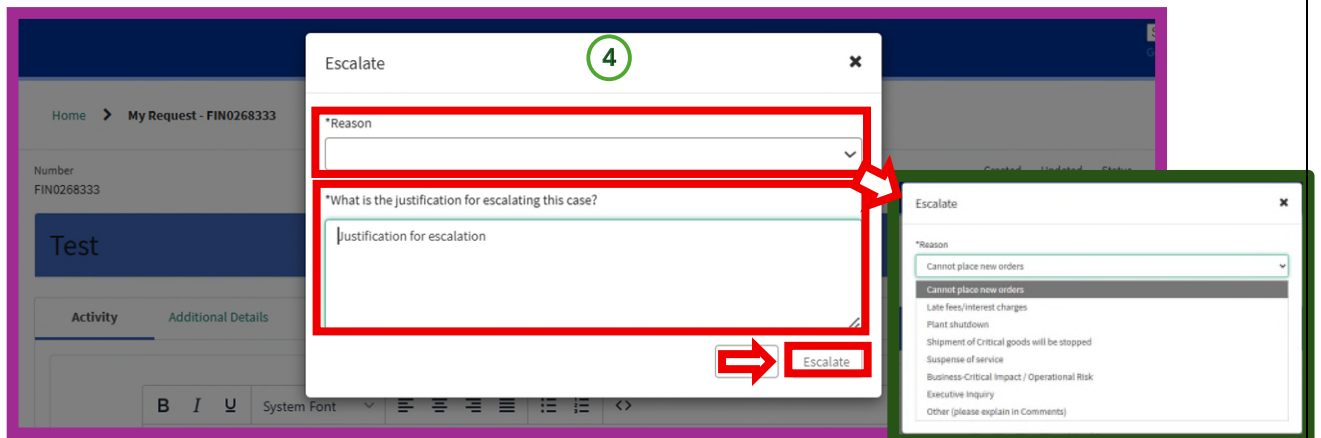 Escalate
4
Home
My Request - FIN0268333
*Reason
Number
FIN0268333
Created Updated Status
*What is the justification for escalating this case?
Justification for escalation
Test
Activity
Additional Details
Escalate
B I U System Font
Escalate
*Reason
Cannot place new orders
Cannot place new orders
Late fees/interest charges
Plant shutdown
Shipment of Critical goods will be stopped
Suspense of service
Business-Critical Impact / Operational Risk
Executive Inquiry
Other (please explain in Comments)